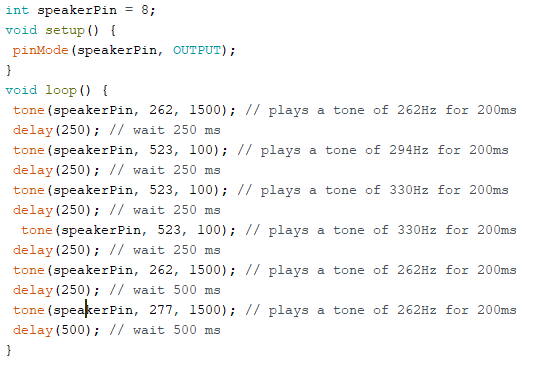 int speakerPin = 8;
void setup() {
 pinMode(speakerPin, OUTPUT);
}
void loop() {
 tone(speakerPin, 262, 1500); // plays a tone of 262Hz for 200ms
 delay(250); // wait 250 ms
 tone(speakerPin, 523, 100); // plays a tone of 294Hz for 200ms
 delay(250); // wait 250 ms
 tone(speakerPin, 523, 100); // plays a tone of 330Hz for 200ms
 delay(250); // wait 250 ms
  tone(speakerPin, 523, 100); // plays a tone of 330Hz for 200ms
 delay(250); // wait 250 ms
 tone(speakerPin, 262, 1500); // plays a tone of 262Hz for 200ms
 delay(250); // wait 500 ms
 tone(speakerPin, 277, 1500); // plays a tone of 262Hz for 200ms
 delay(500); // wait 500 ms
}